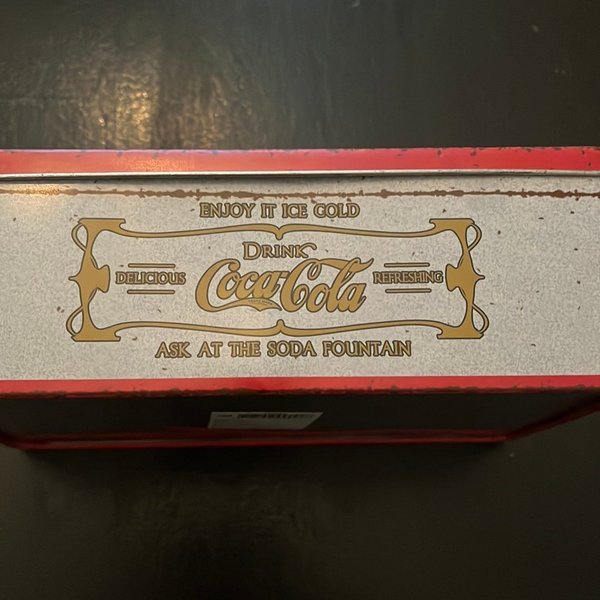 ENJOY IT ICE COLD
DRINK
DELICIOUS Coca-Cola REFRESHING
ASK AT THE SODA FOUNTAIN